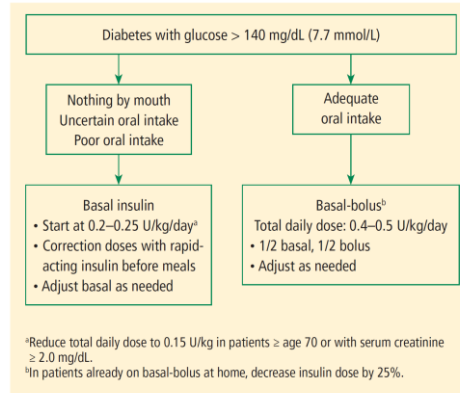 Diabetes with glucose > 140 mg/dL (7.7 mmol/L)
Nothing by mouth
Uncertain oral intake
Poor oral intake
Adequate
oral intake
Basal insulin
• Start at 0.2–0.25 U/kg/dayᵃ
• Correction doses with rapid-
acting insulin before meals
• Adjust basal as needed
Basal-bolusᵇ
Total daily dose: 0.4–0.5 U/kg/day
• 1/2 basal, 1/2 bolus
• Adjust as needed
ᵃReduce total daily dose to 0.15 U/kg in patients ≥ age 70 or with serum creatinine
≥ 2.0 mg/dL.
ᵇIn patients already on basal-bolus at home, decrease insulin dose by 25%.